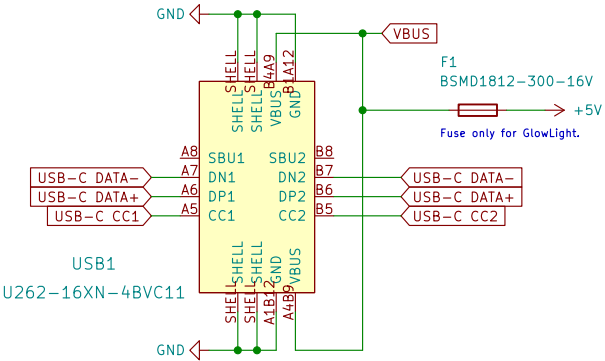 GND
VBUS
SHELL
SHELL
B4A9
B1A12
SHELL
SHELL
VBUS
GND
F1
BSMD1812-300-16V
+5V
Fuse only for GlowLight.
A8
SBU1
SBU2
B8
USB-C DATA-
A7
DN1
DN2
B7
USB-C DATA-
USB-C DATA+
A6
DP1
DP2
B6
USB-C DATA+
USB-C CC1
A5
CC1
CC2
B5
USB-C CC2
SHELL
SHELL
GND
VBUS
USB1
U262-16XN-4BVC11
SHELL
SHELL
A1B12
A4B9
GND